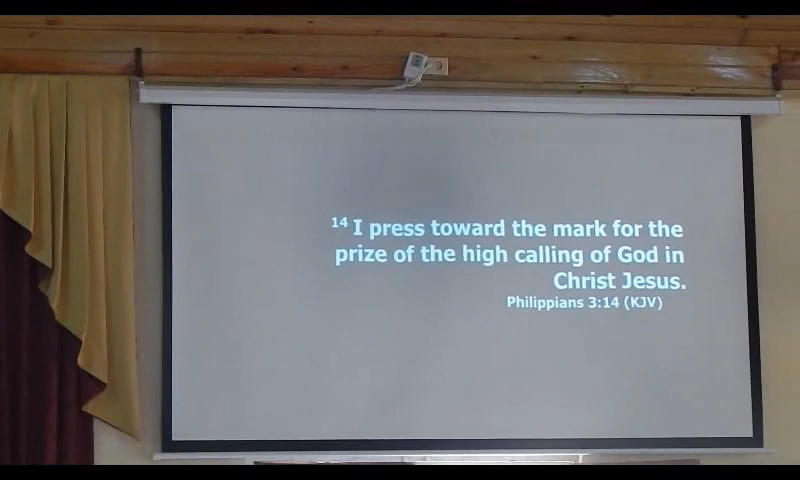 14 I press toward the mark for the
prize of the high calling of God in
Christ Jesus.
Philippians 3:14 (KJV)